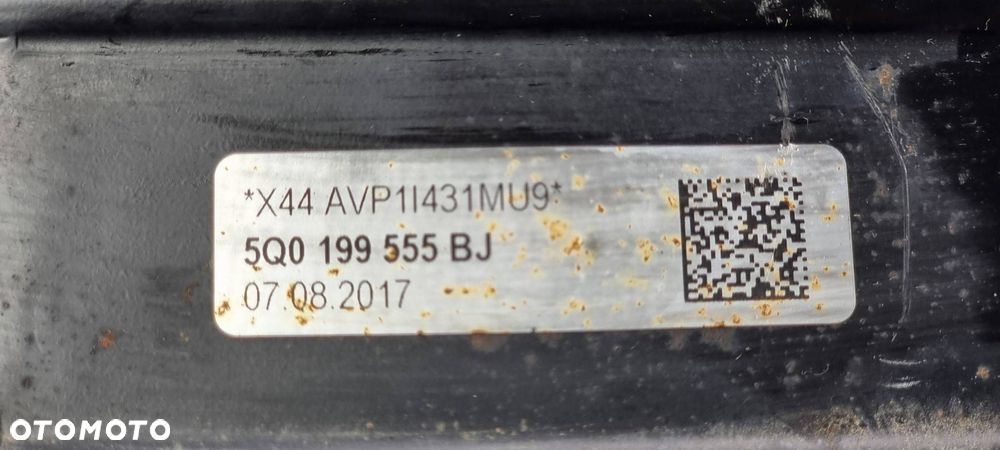 *X44 AVP1I431MU9*
5Q0 199 555 BJ
07.08.2017
OTOMOTO